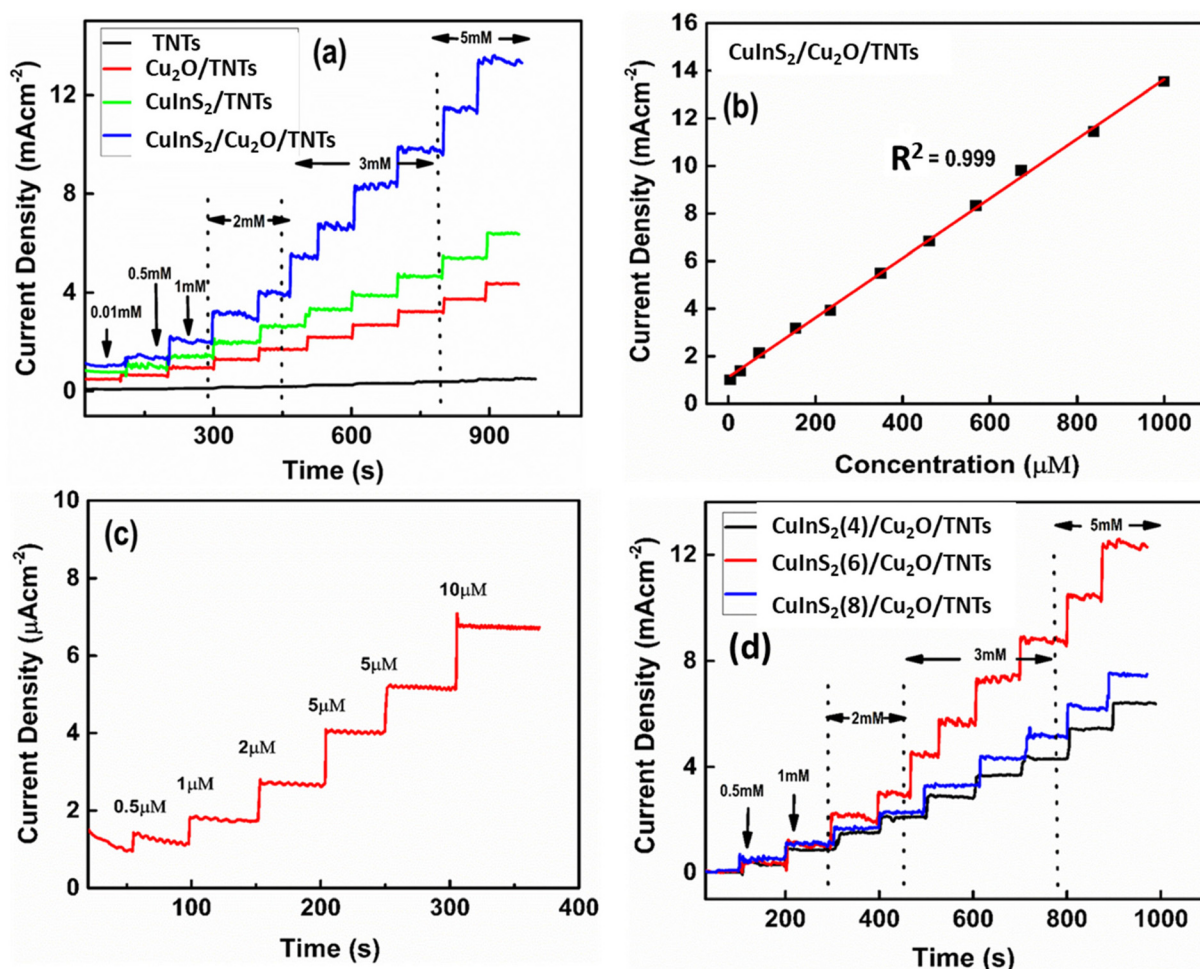 (a)
TNTs
Cu₂O/TNTs
CuInS₂/TNTs
CuInS₂/Cu₂O/TNTs
5mM
3mM
2mM
1mM
0.5mM
0.01mM
Current Density (mAcm⁻²)
12
8
4
0
300
600
900
Time (s)
(b)
CuInS₂/Cu₂O/TNTs
R² = 0.999
Current Density (mAcm⁻²)
16
14
12
10
8
6
4
2
0
0
200
400
600
800
1000
Concentration (μM)
(c)
10μM
5μM
5μM
2μM
1μM
0.5μM
Current Density (μAcm⁻²)
10
8
6
4
2
0
100
200
300
400
Time (s)
CuInS₂(4)/Cu₂O/TNTs
CuInS₂(6)/Cu₂O/TNTs
CuInS₂(8)/Cu₂O/TNTs
(d)
5mM
3mM
2mM
1mM
0.5mM
Current Density (mAcm⁻²)
12
8
4
0
200
400
600
800
1000
Time (s)